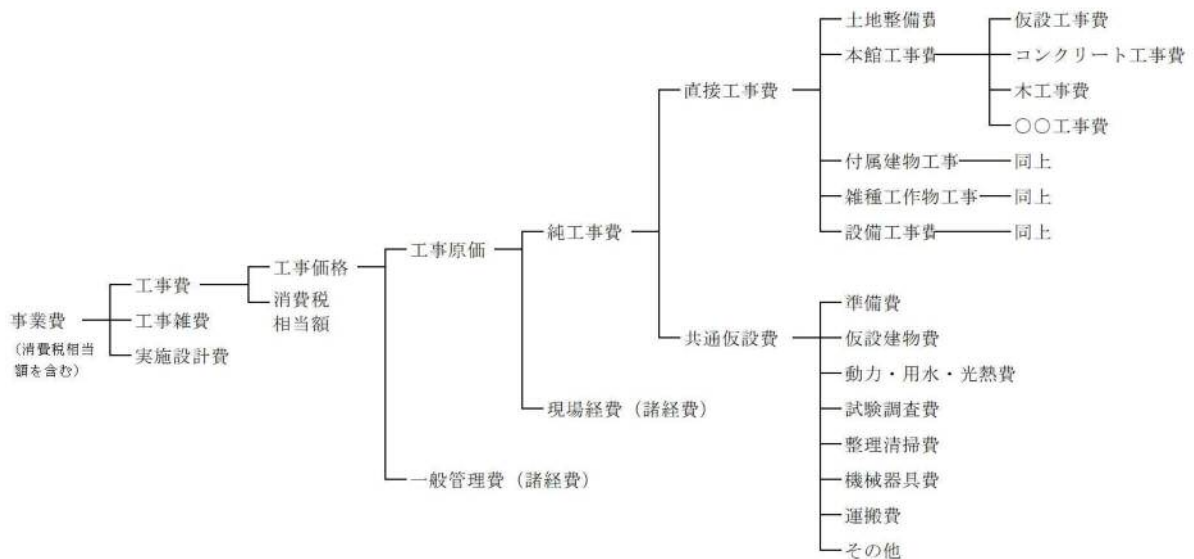 土地整備費
仮設工事費
本館工事費
コンクリート工事費
直接工事費
木工事費
○○工事費
付属建物工事
同上
雑種工作物工事
同上
純工事費
設備工事費
同上
工事原価
工事価格
工事費
消費税
相当額
準備費
事業費
工事雑費
共通仮設費
仮設建物費
(消費税相当
額を含む)
実施設計費
動力・用水・光熱費
現場経費（諸経費）
試験調査費
整理清掃費
一般管理費（諸経費）
機械器具費
運搬費
その他